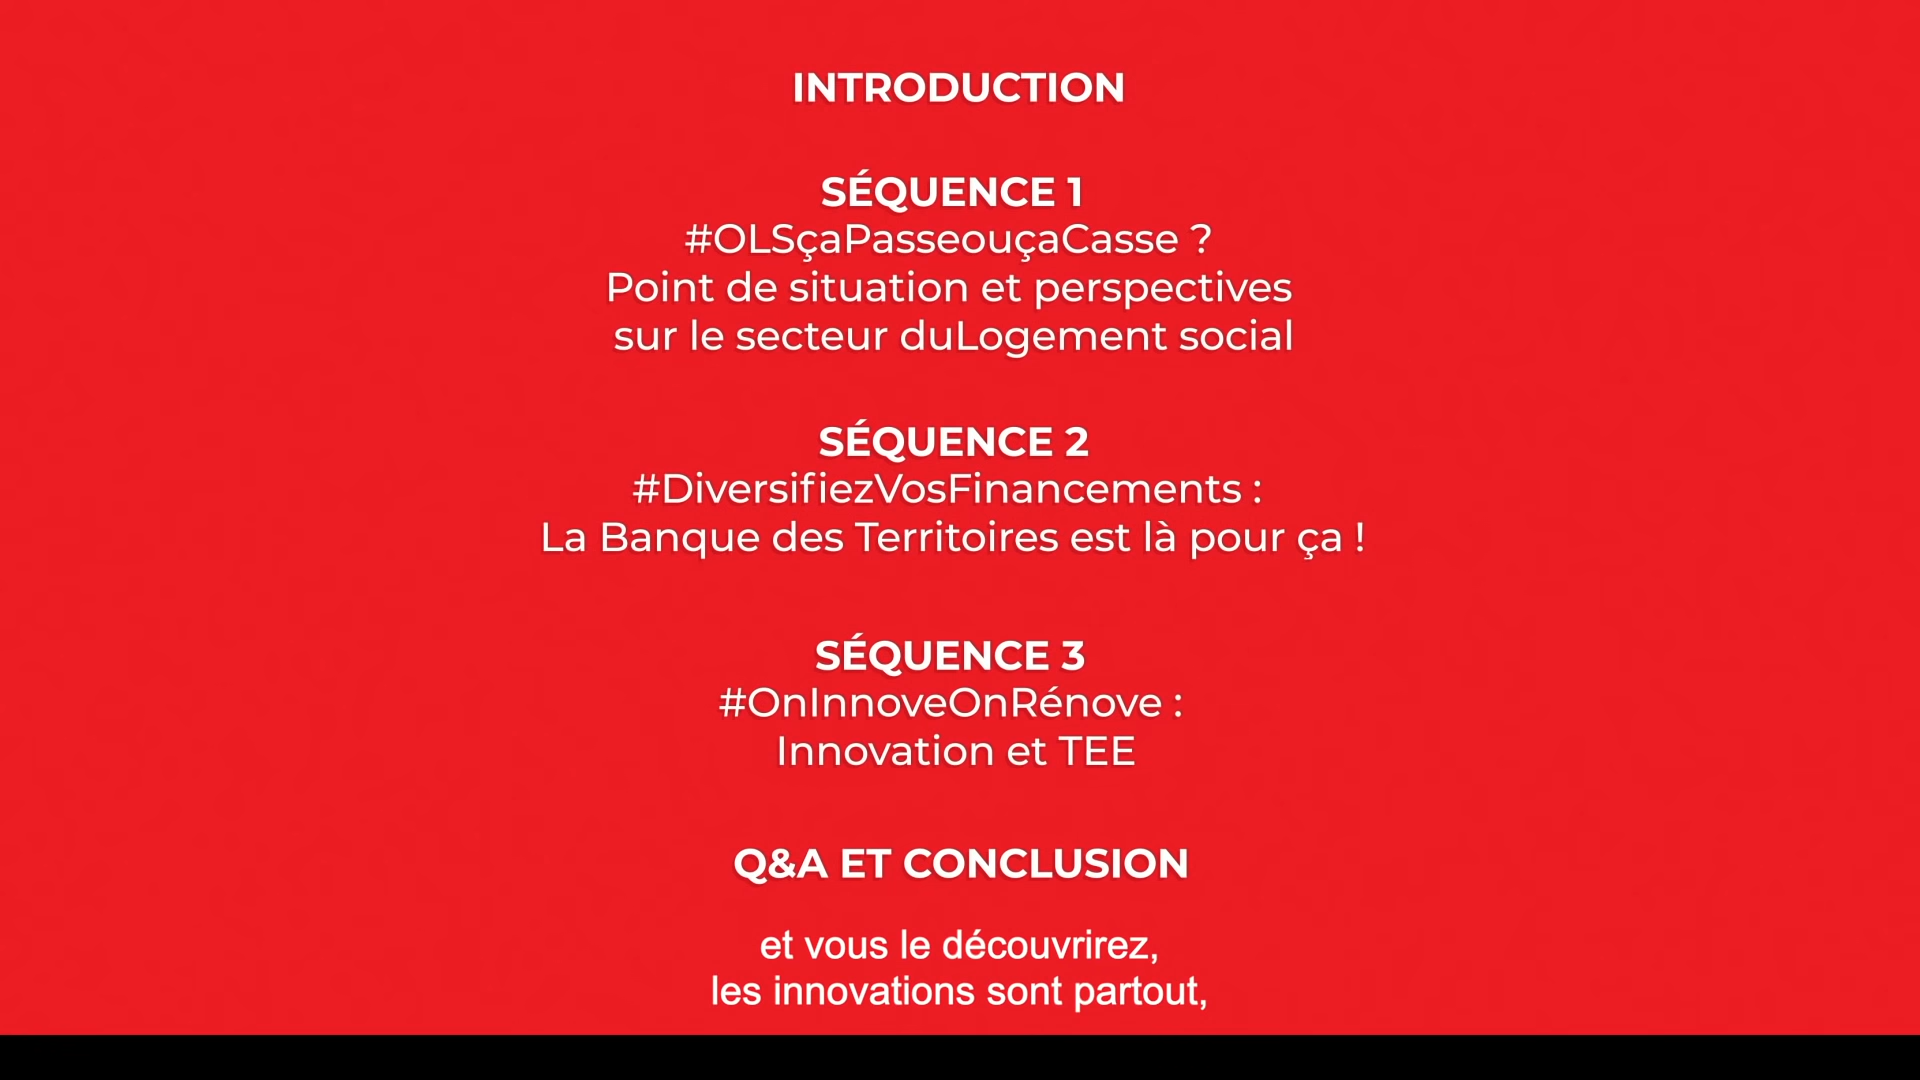 INTRODUCTION
SÉQUENCE 1
#OLSçaPasseouçaCasse ?
Point de situation et perspectives
sur le secteur duLogement social
SÉQUENCE 2
#DiversifiezVosFinancements :
La Banque des Territoires est là pour ça !
SÉQUENCE 3
#OnInnoveOnRénove :
Innovation et TEE
Q&A ET CONCLUSION
et vous le découvrirez,
les innovations sont partout,